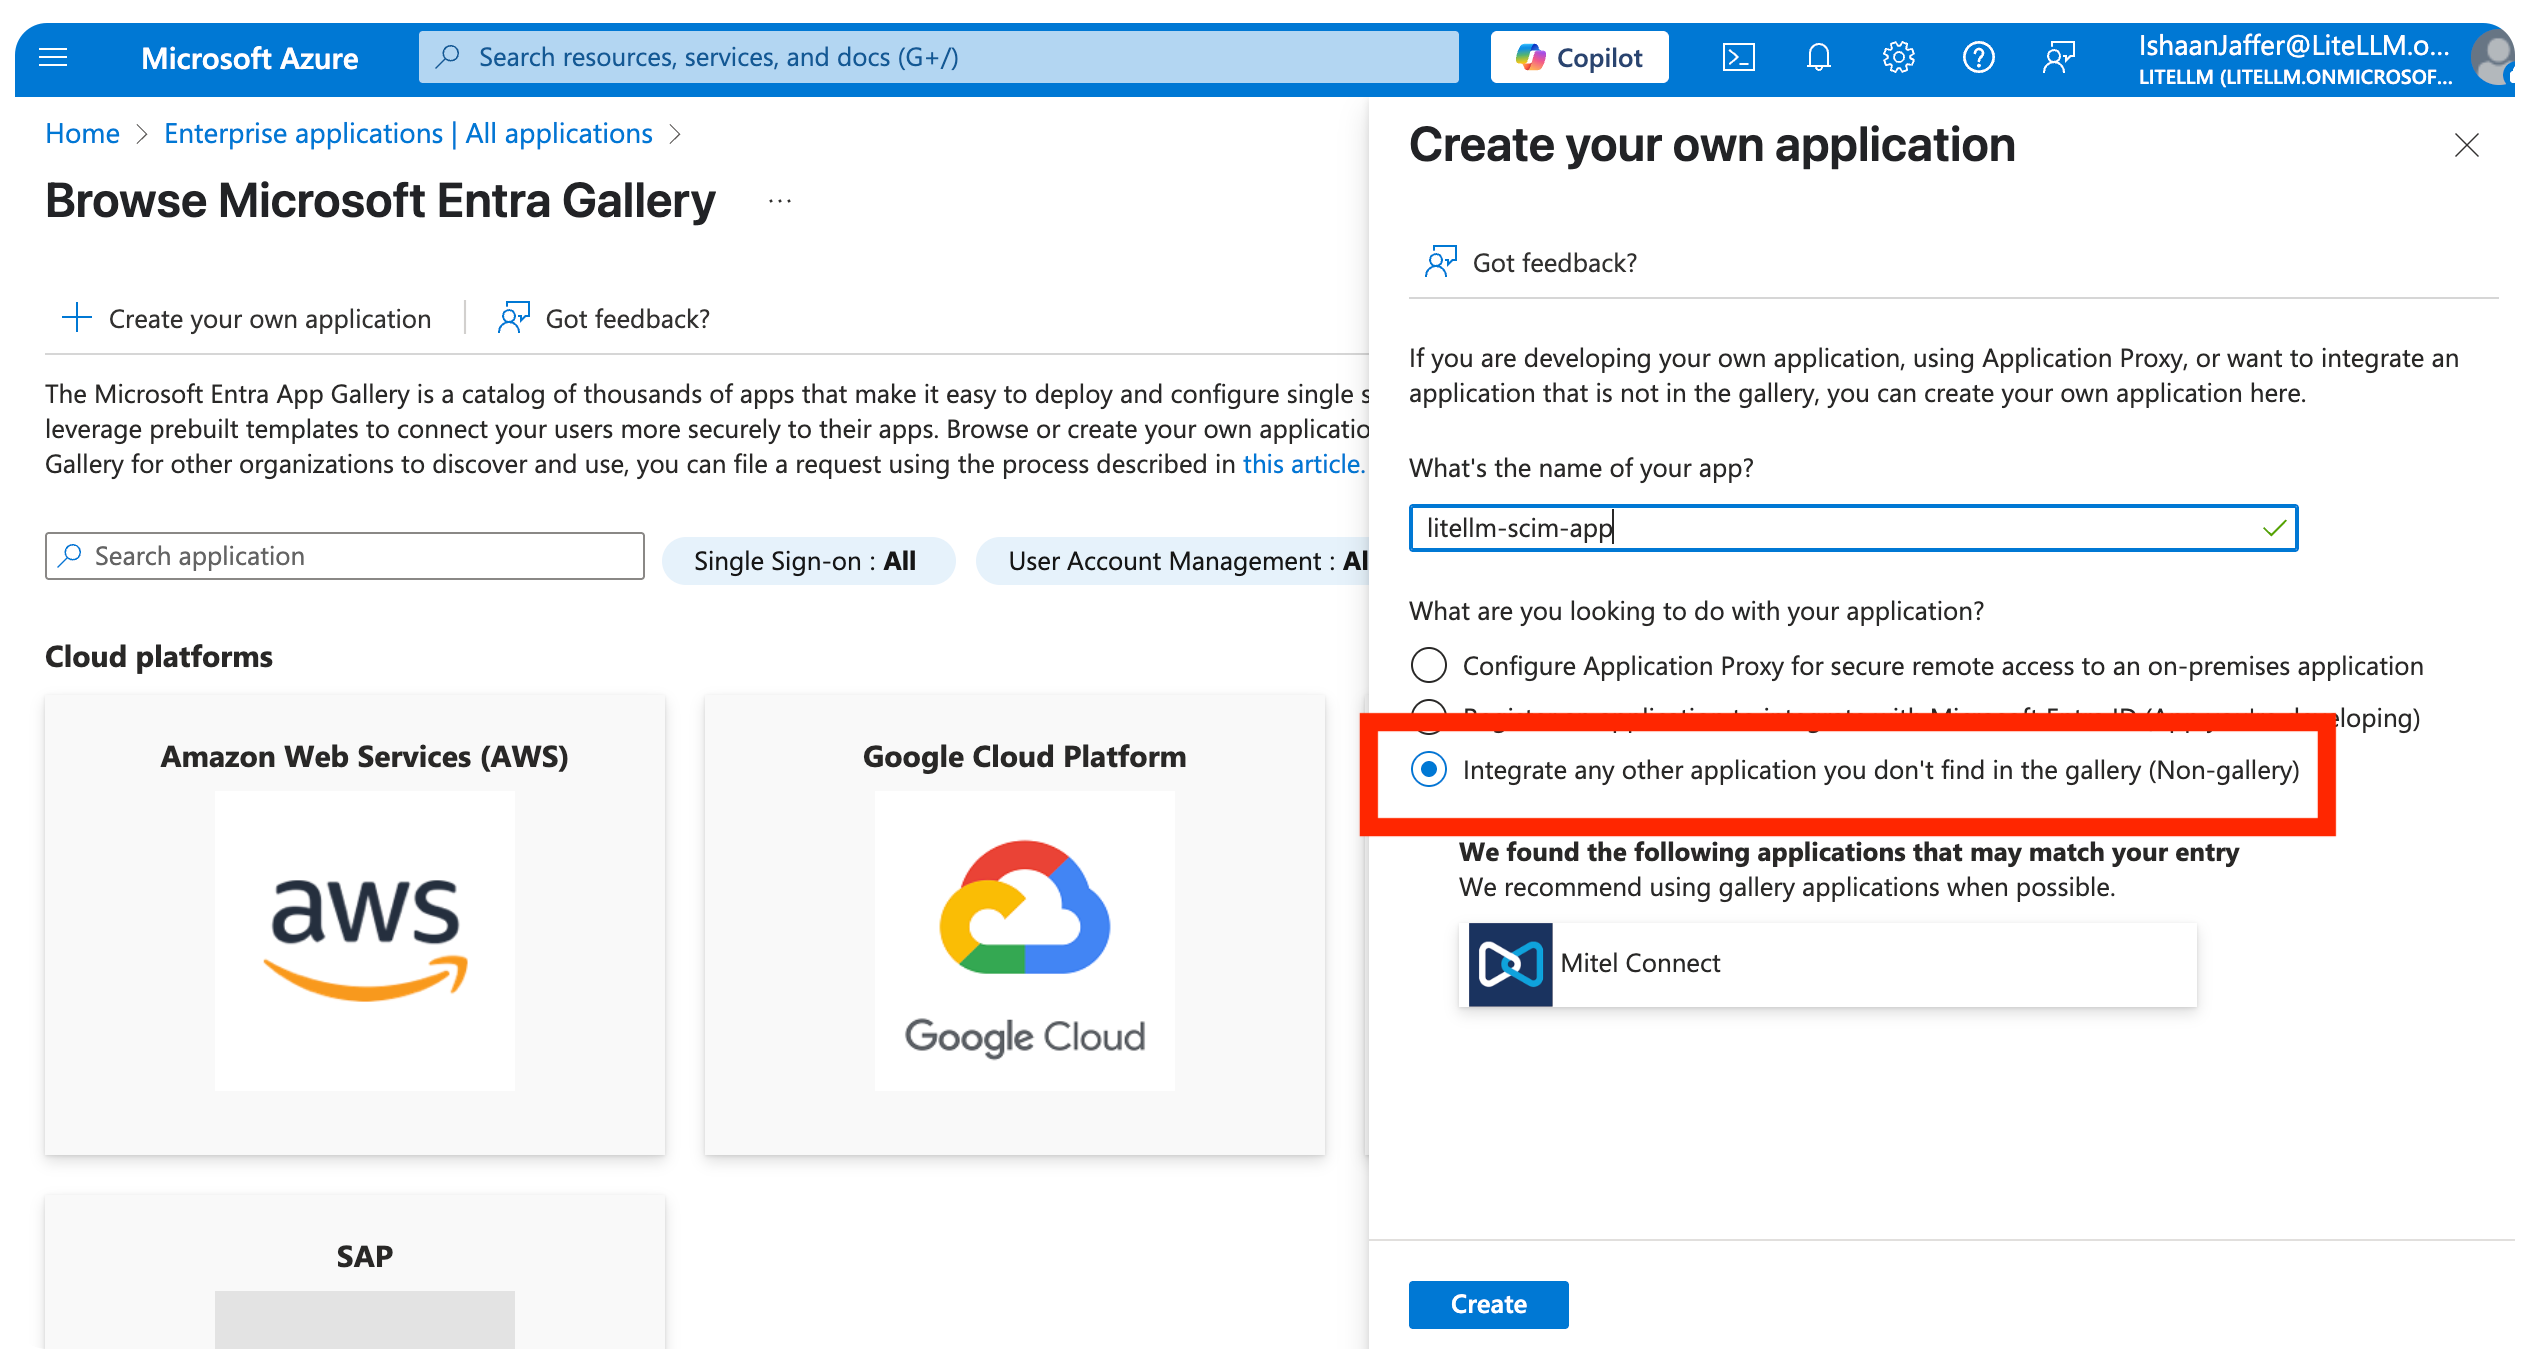 Microsoft Azure
Search resources, services, and docs (G+/)
Copilot
IshaanJaffer@LiteLLM.o...
LITELLM (LITELLM.ONMICROSOF...
Home > Enterprise applications | All applications >
Browse Microsoft Entra Gallery ...
Create your own application
Got feedback?
The Microsoft Entra App Gallery is a catalog of thousands of apps that make it easy to deploy and configure single s
leverage prebuilt templates to connect your users more securely to their apps. Browse or create your own applicatio
Gallery for other organizations to discover and use, you can file a request using the process described in this article.
Search application
Single Sign-on : All
User Account Management : Al
Cloud platforms
Amazon Web Services (AWS)
aws
Google Cloud Platform
Google Cloud
SAP
Create your own application
Got feedback?
If you are developing your own application, using Application Proxy, or want to integrate an
application that is not in the gallery, you can create your own application here.
What's the name of your app?
litellm-scim-app
What are you looking to do with your application?
Configure Application Proxy for secure remote access to an on-premises application
eloping)
Integrate any other application you don't find in the gallery (Non-gallery)
We found the following applications that may match your entry
We recommend using gallery applications when possible.
Mitel Connect
Create